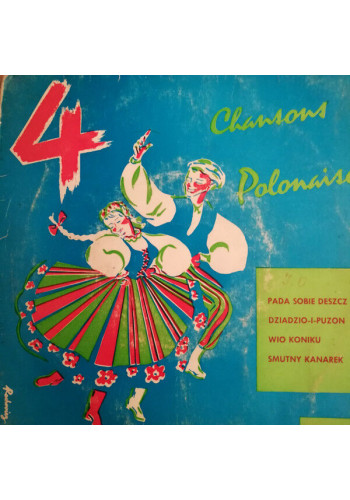 4
Chansons
Polonaise
PADA SOBIE DESZCZ
DZIADZIO-I-PUZON
WIO KONIKU
SMUTNY KANAREK